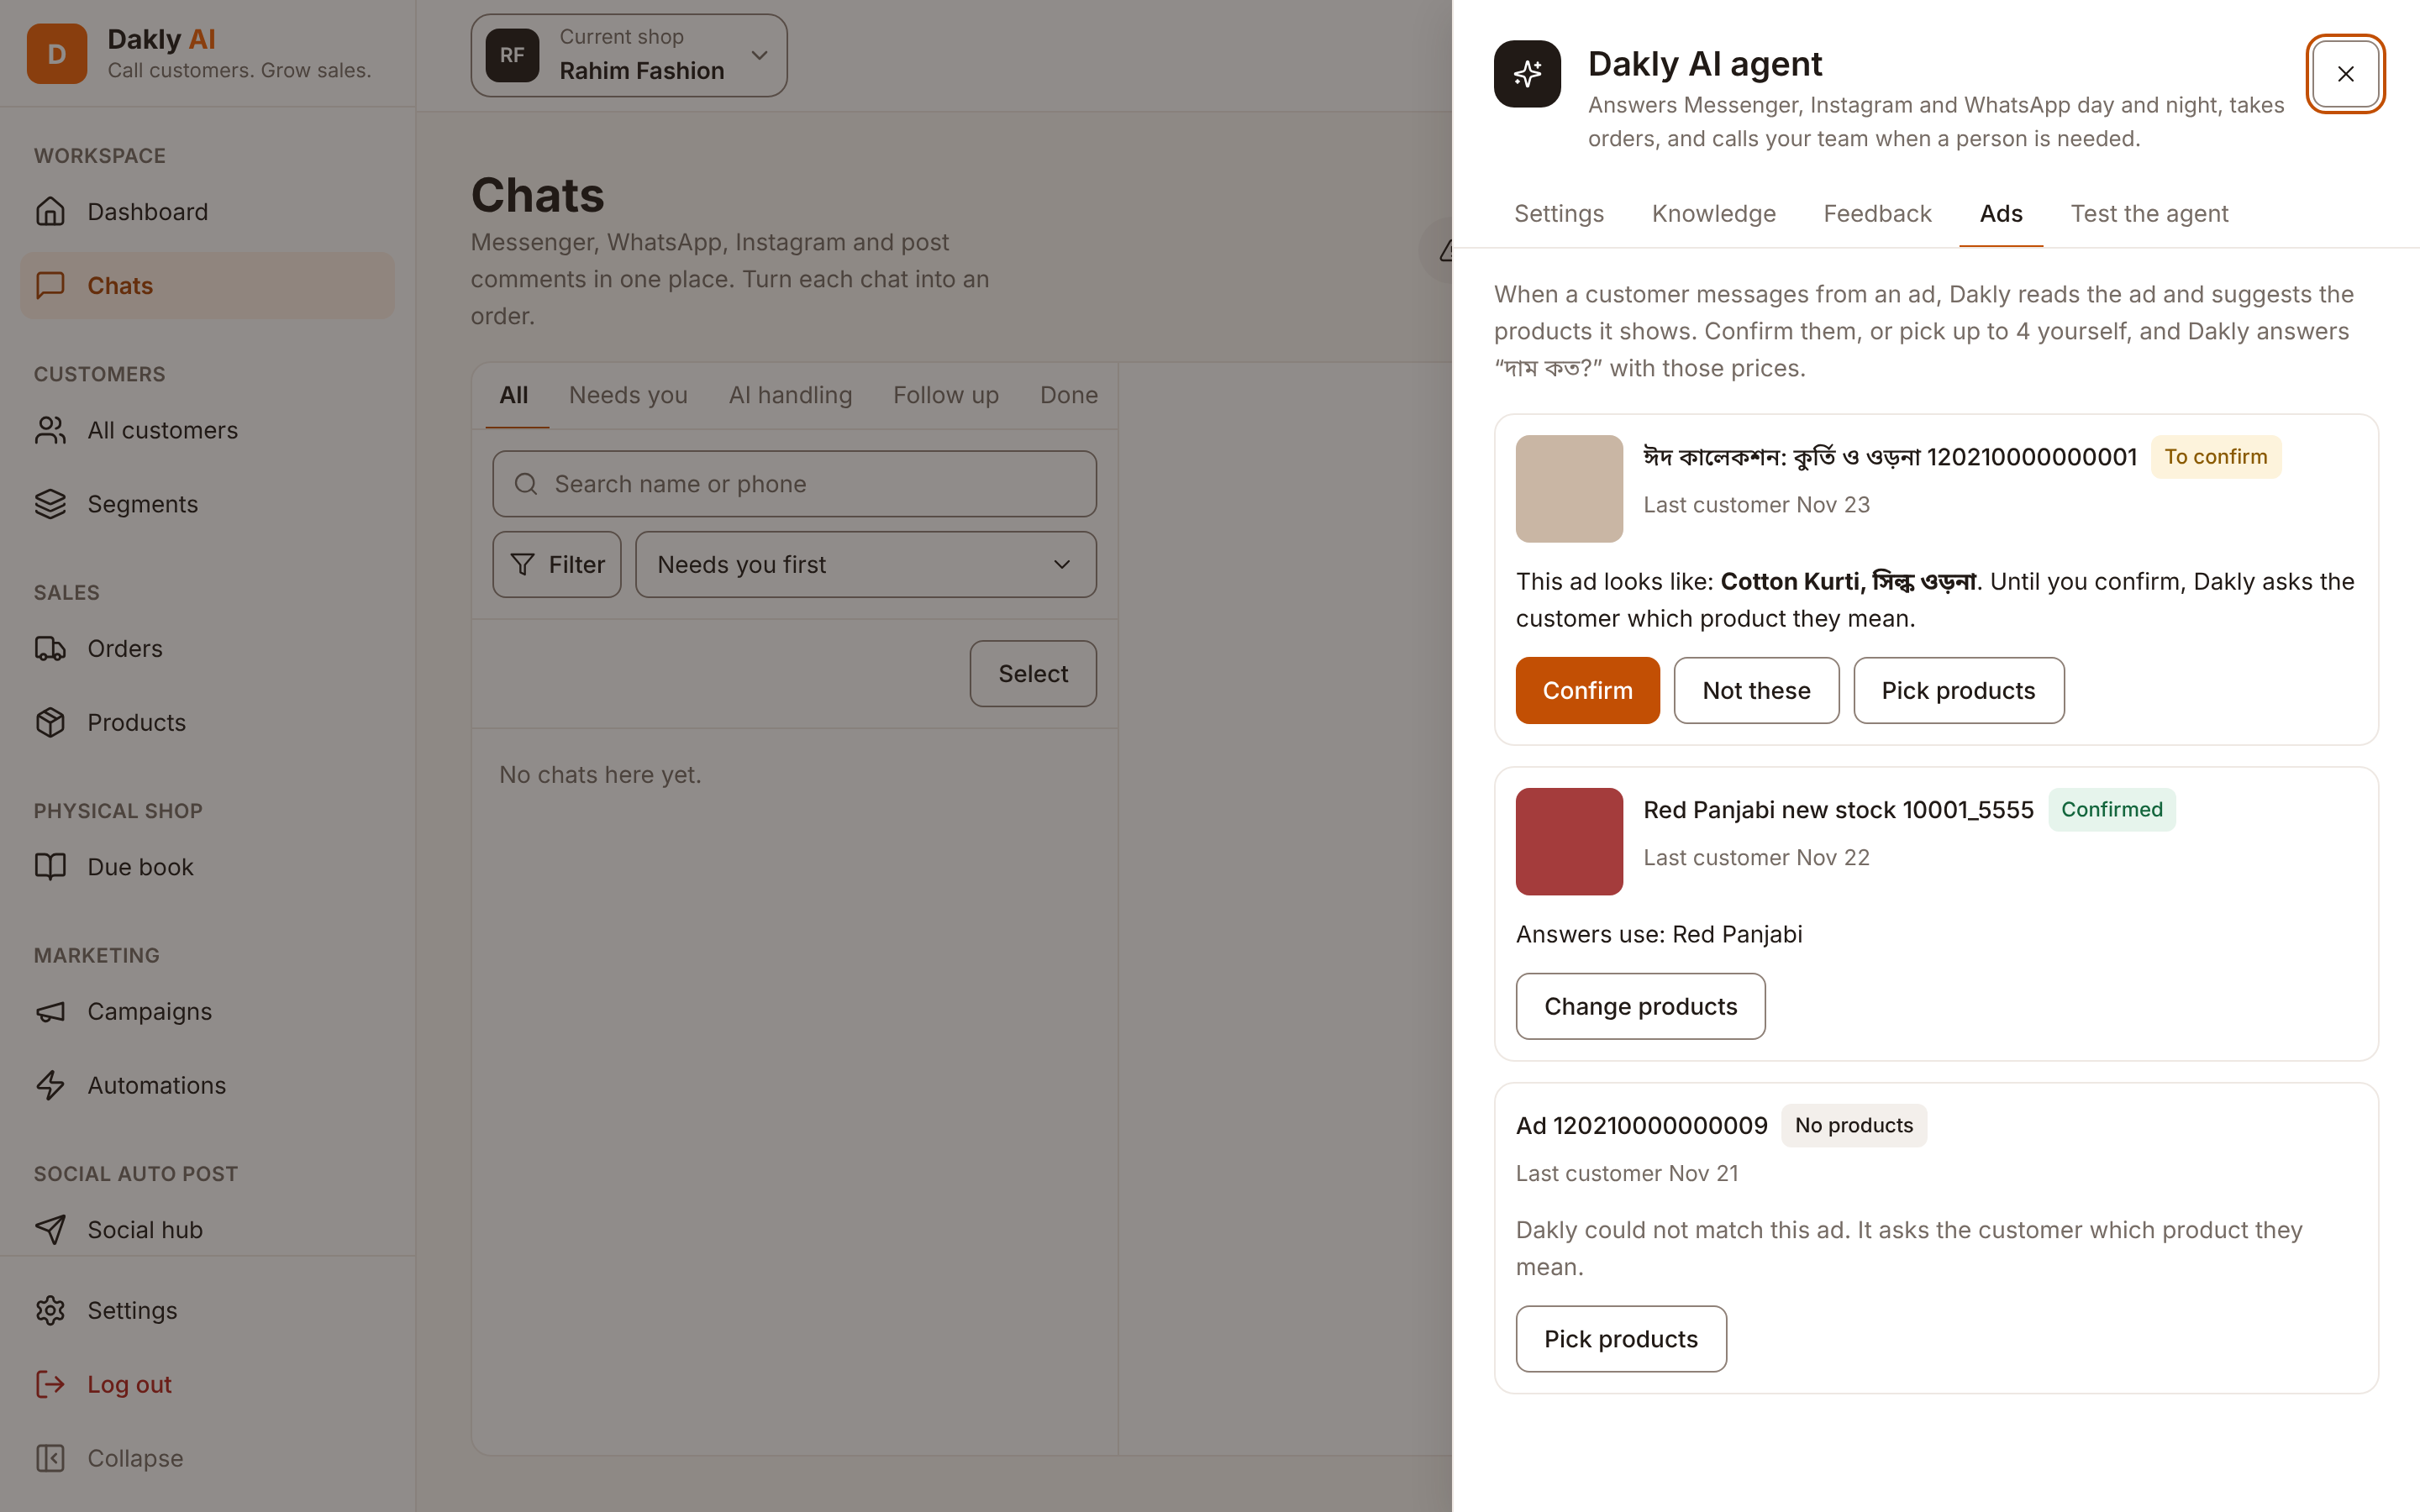 D
Dakly AI
Call customers. Grow sales.
WORKSPACE
Dashboard
Chats
CUSTOMERS
All customers
Segments
SALES
Orders
Products
PHYSICAL SHOP
Due book
MARKETING
Campaigns
Automations
SOCIAL AUTO POST
Social hub
Settings
Log out
Collapse
RF
Current shop
Rahim Fashion
Chats
Messenger, WhatsApp, Instagram and post
comments in one place. Turn each chat into an
order.
All Needs you AI handling Follow up Done
Search name or phone
Filter
Needs you first
Select
No chats here yet.
Dakly AI agent
Answers Messenger, Instagram and WhatsApp day and night, takes
orders, and calls your team when a person is needed.
Settings Knowledge Feedback Ads Test the agent
When a customer messages from an ad, Dakly reads the ad and suggests the
products it shows. Confirm them, or pick up to 4 yourself, and Dakly answers
“দাম কত?” with those prices.
ঈদ কালেকশন: কুর্তি ও ওড়না 120210000000001 To confirm
Last customer Nov 23
This ad looks like: Cotton Kurti, সিল্ক ওড়না. Until you confirm, Dakly asks the
customer which product they mean.
Confirm Not these Pick products
Red Panjabi new stock 10001_5555 Confirmed
Last customer Nov 22
Answers use: Red Panjabi
Change products
Ad 120210000000009 No products
Last customer Nov 21
Dakly could not match this ad. It asks the customer which product they
mean.
Pick products